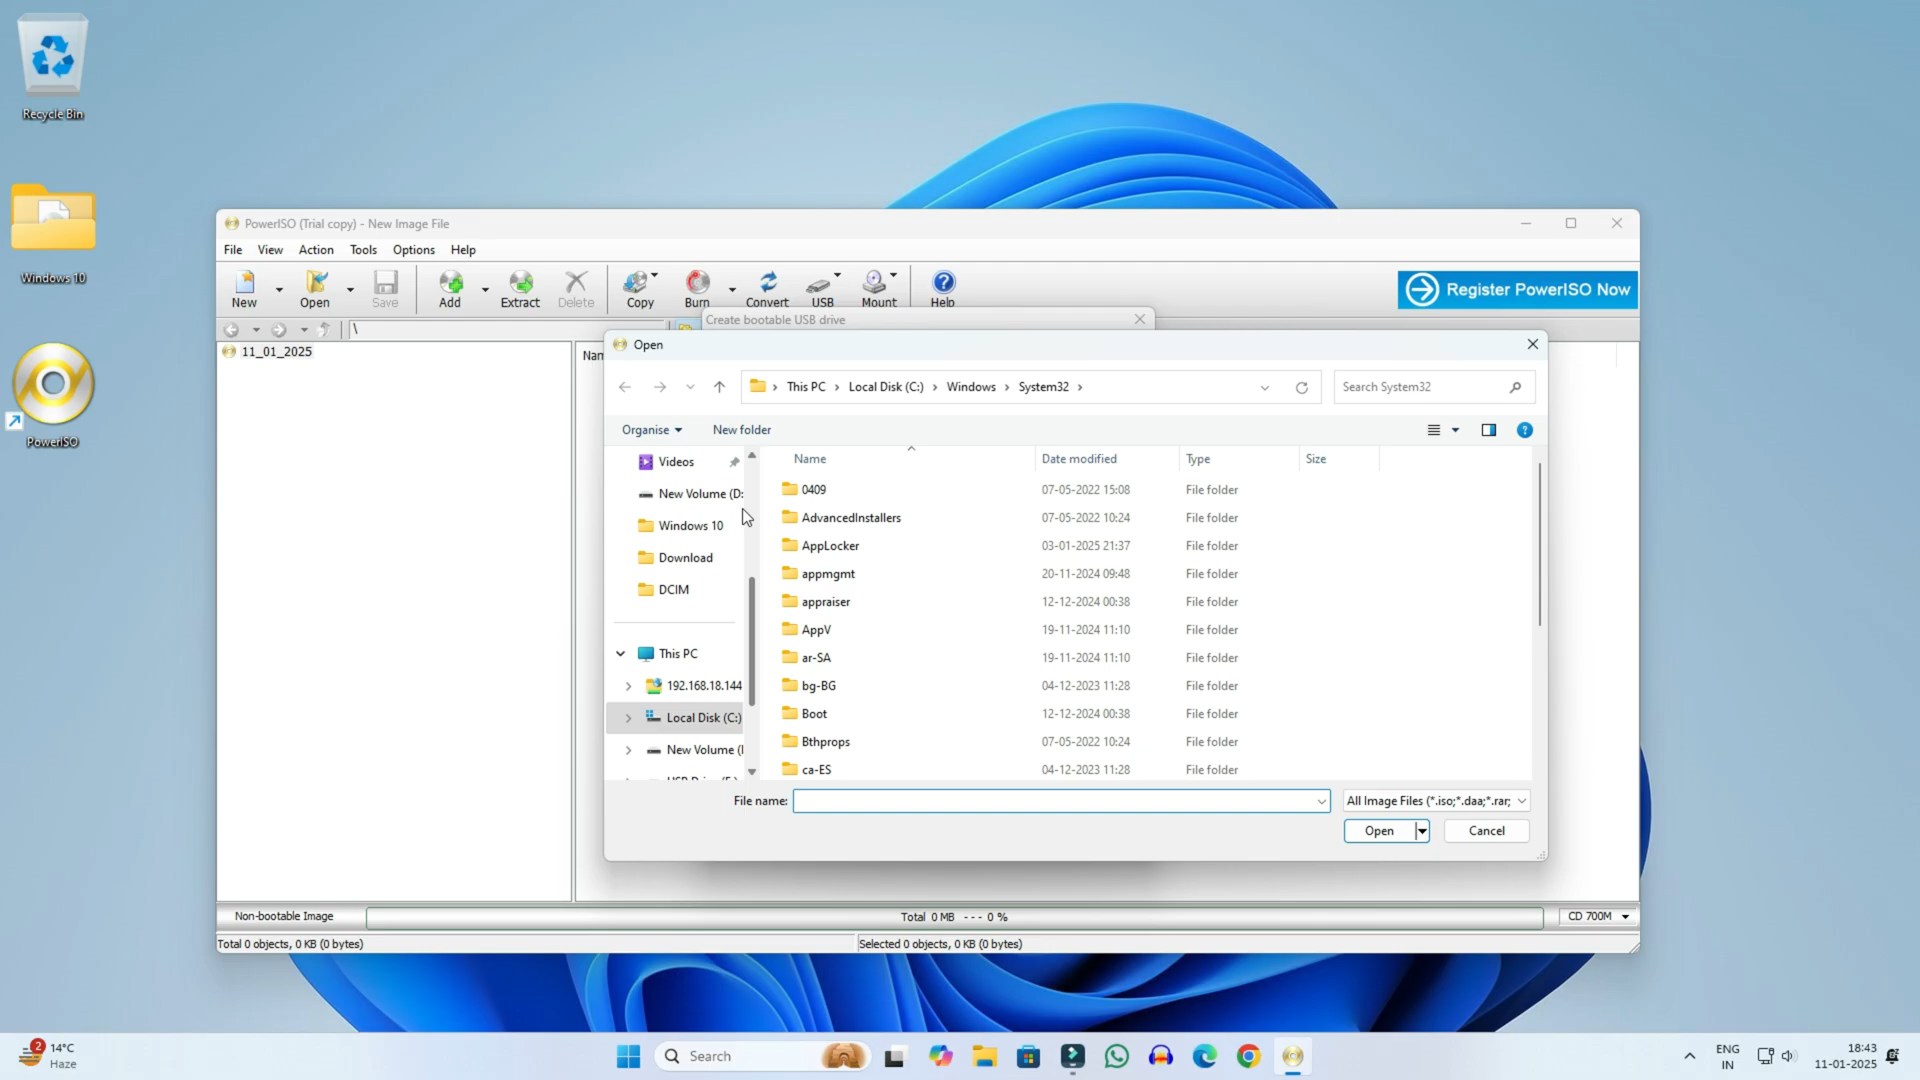 Recycle Bin
Windows 10
PowerISO
PowerISO (Trial copy) - New Image File
File View Action Tools Options Help
New Open Save Add Extract Delete Copy Burn Convert USB Mount Help
Register PowerISO Now
Create bootable USB drive
\
11_01_2025
Nam
Open
This PC Local Disk (C:) Windows System32
Search System32
Organise New folder
Name Date modified Type Size
Videos
New Volume (D:
Windows 10
Download
DCIM
This PC
192.168.18.144
Local Disk (C:)
New Volume (
0409 07-05-2022 15:08 File folder
AdvancedInstallers 07-05-2022 10:24 File folder
AppLocker 03-01-2025 21:37 File folder
appmgmt 20-11-2024 09:48 File folder
appraiser 12-12-2024 00:38 File folder
AppV 19-11-2024 11:10 File folder
ar-SA 19-11-2024 11:10 File folder
bg-BG 04-12-2023 11:28 File folder
Boot 12-12-2024 00:38 File folder
Bthprops 07-05-2022 10:24 File folder
ca-ES 04-12-2023 11:28 File folder
File name: All Image Files (*.iso;*.daa;*.rar;
Open Cancel
Non-bootable Image Total 0 MB --- 0 % CD 700M
Total 0 objects, 0 KB (0 bytes) Selected 0 objects, 0 KB (0 bytes)
2
14°C
Haze
Search
ENG
IN
18:43
11-01-2025